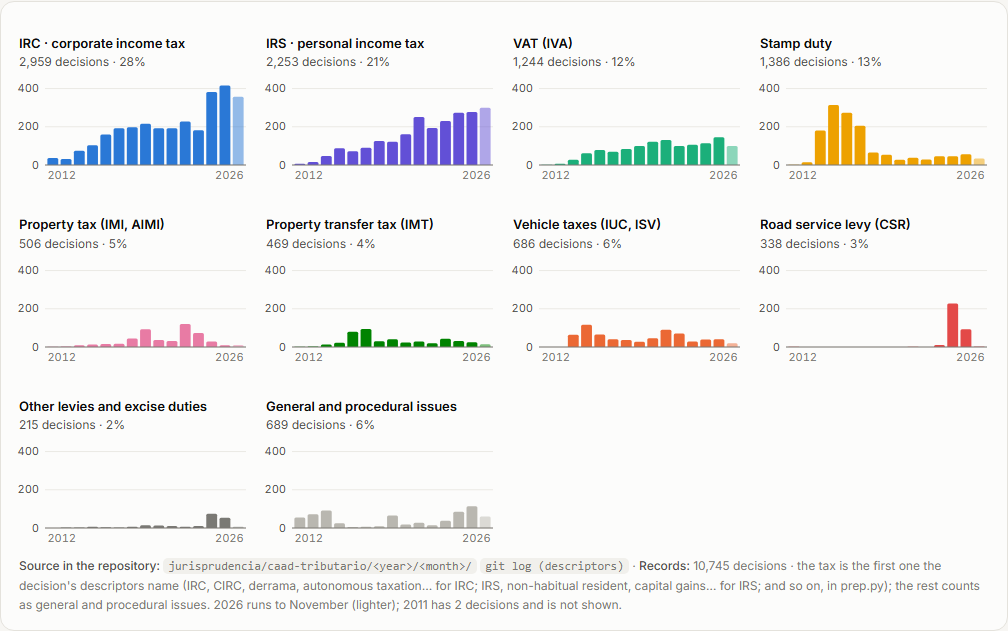 IRC · corporate income tax
2,959 decisions · 28%
400
200
0
2012
2026
IRS · personal income tax
2,253 decisions · 21%
400
200
0
2012
2026
VAT (IVA)
1,244 decisions · 12%
400
200
0
2012
2026
Stamp duty
1,386 decisions · 13%
400
200
0
2012
2026
Property tax (IMI, AIMI)
506 decisions · 5%
400
200
0
2012
2026
Property transfer tax (IMT)
469 decisions · 4%
400
200
0
2012
2026
Vehicle taxes (IUC, ISV)
686 decisions · 6%
400
200
0
2012
2026
Road service levy (CSR)
338 decisions · 3%
400
200
0
2012
2026
Other levies and excise duties
215 decisions · 2%
400
200
0
2012
2026
General and procedural issues
689 decisions · 6%
400
200
0
2012
2026
Source in the repository: jurisprudencia/caad-tributario/<year>/<month>/ git log (descriptors) · Records: 10,745 decisions · the tax is the first one the
decision's descriptors name (IRC, CIRC, derrama, autonomous taxation... for IRC; IRS, non-habitual resident, capital gains... for IRS; and so on, in prep.py); the rest counts
as general and procedural issues. 2026 runs to November (lighter); 2011 has 2 decisions and is not shown.